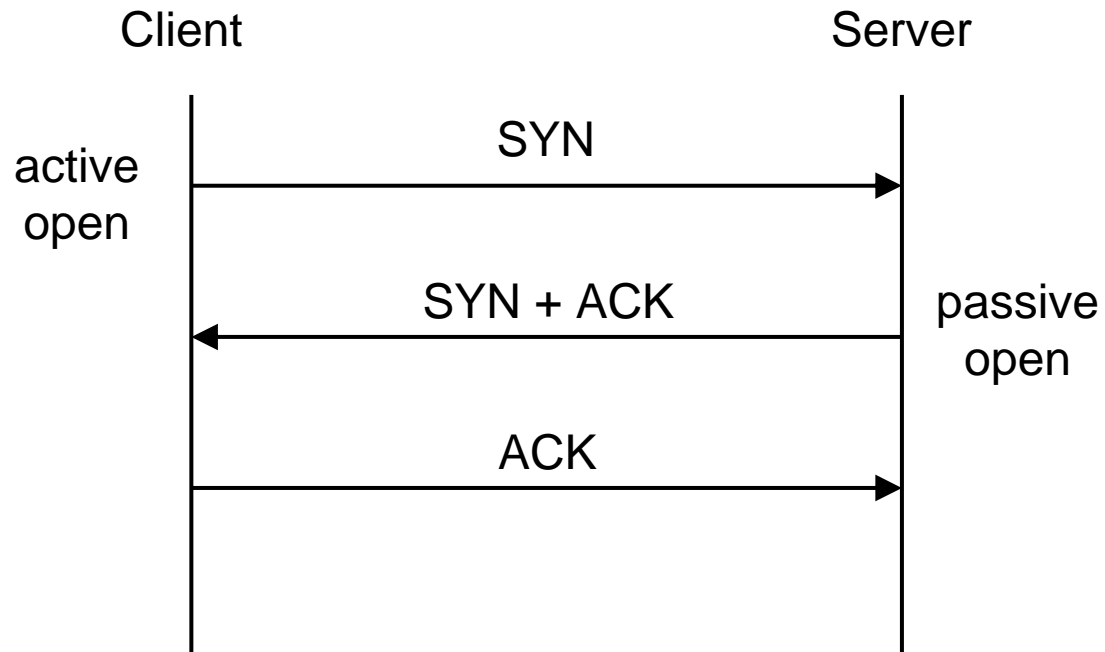 Client
Server
SYN
active
open
SYN + ACK
passive
open
ACK